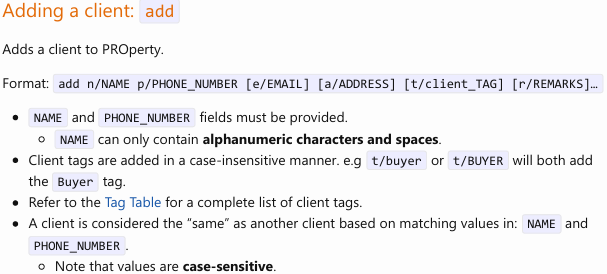 Adding a client: add
Adds a client to PROperty.
Format: add n/NAME p/PHONE_NUMBER [e/EMAIL] [a/ADDRESS] [t/client_TAG] [r/REMARKS]…
• NAME and PHONE_NUMBER fields must be provided.
◦ NAME can only contain alphanumeric characters and spaces.
• Client tags are added in a case-insensitive manner. e.g t/buyer or t/BUYER will both add
the Buyer tag.
• Refer to the Tag Table for a complete list of client tags.
• A client is considered the “same” as another client based on matching values in: NAME and
PHONE_NUMBER.
◦ Note that values are case-sensitive.